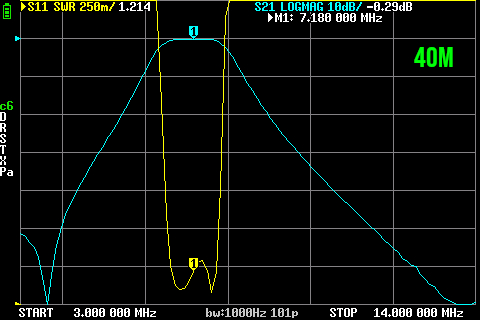 S11 SWR 250m/ 1.214 S21 LOGMAG 10dB/ -0.29dB
M1: 7.180 000 MHz
1
40M
c6
D
R
S
T
X
Pa
1
START 3.000 000 MHz bw:1000Hz 101p STOP 14.000 000 MHz